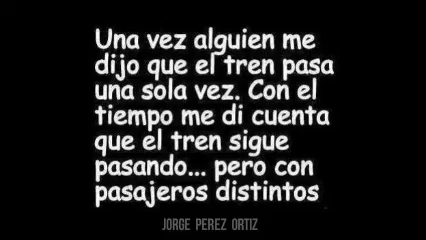 Una vez alguien me
dijo que el tren pasa
una sola vez. Con el
tiempo me di cuenta
que el tren sigue
pasando... pero con
pasajeros distintos
JORGE PEREZ ORTIZ